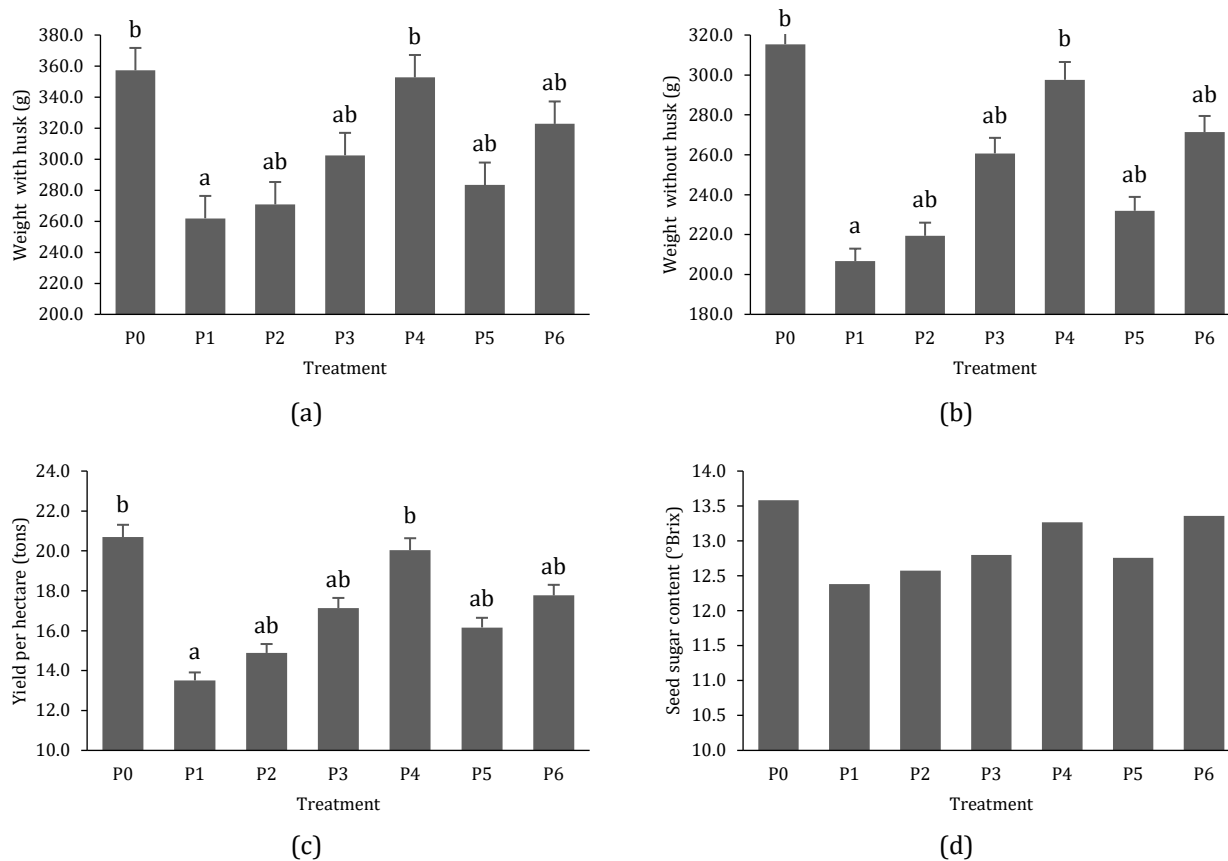 Weight with husk (g)
380.0
360.0
340.0
320.0
300.0
280.0
260.0
240.0
220.0
200.0
b
a
ab
ab
b
ab
ab
P0 P1 P2 P3 P4 P5 P6
Treatment
(a)
Weight without husk (g)
320.0
300.0
280.0
260.0
240.0
220.0
200.0
180.0
b
a
ab
ab
b
ab
ab
P0 P1 P2 P3 P4 P5 P6
Treatment
(b)
Yield per hectare (tons)
24.0
22.0
20.0
18.0
16.0
14.0
12.0
10.0
b
a
ab
ab
b
ab
ab
P0 P1 P2 P3 P4 P5 P6
Treatment
(c)
Seed sugar content (°Brix)
14.0
13.5
13.0
12.5
12.0
11.5
11.0
10.5
10.0
P0 P1 P2 P3 P4 P5 P6
Treatment
(d)